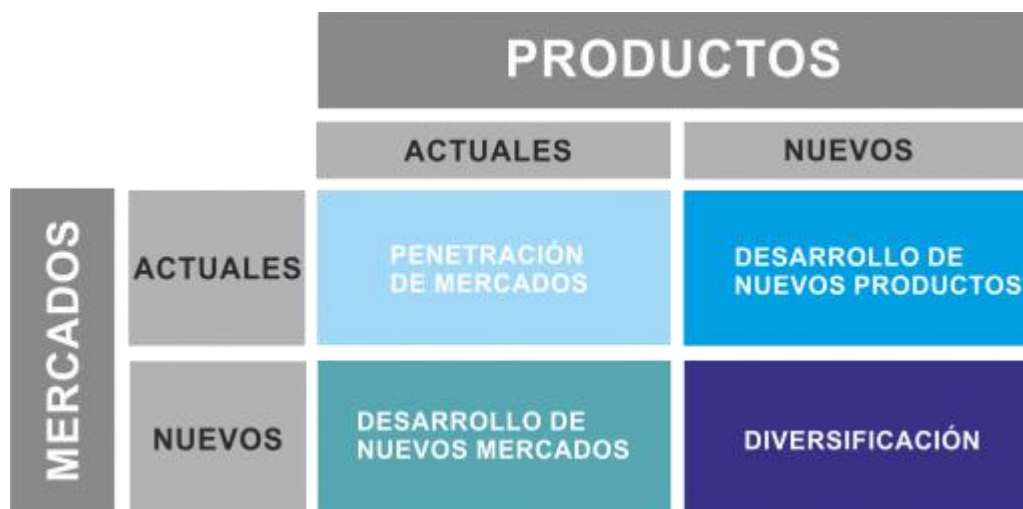 PRODUCTOS
ACTUALES
NUEVOS
MERCADOS
ACTUALES
PENETRACIÓN
DE MERCADOS
DESARROLLO DE
NUEVOS PRODUCTOS
NUEVOS
DESARROLLO DE
NUEVOS MERCADOS
DIVERSIFICACIÓN